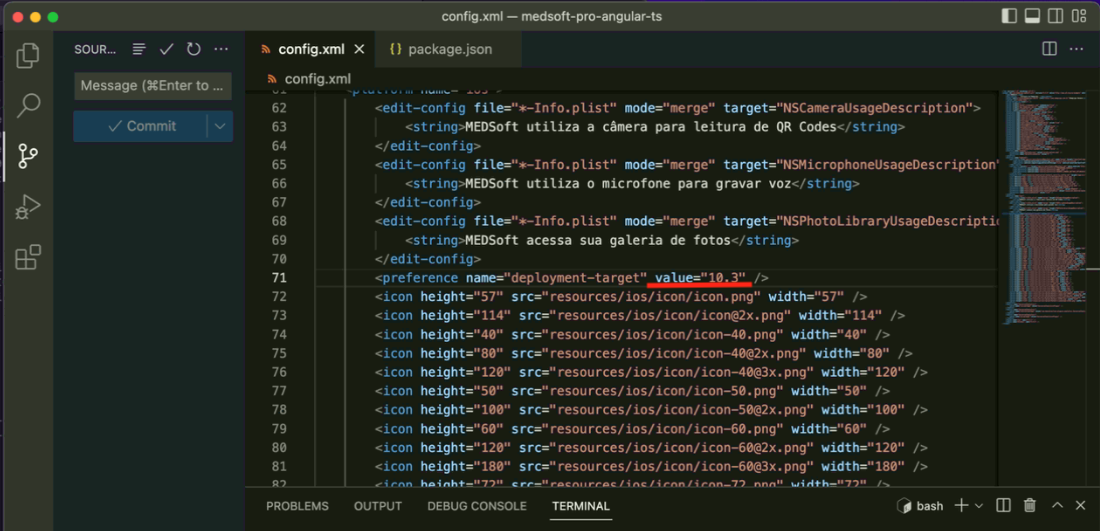 config.xml — medsoft-pro-angular-ts
SOUR...
Message (⌘Enter to ...
Commit
config.xml
{} package.json
config.xml
61 <platform name="ios">
62 <edit-config file="*-Info.plist" mode="merge" target="NSCameraUsageDescription">
63 <string>MEDSoft utiliza a câmera para leitura de QR Codes</string>
64 </edit-config>
65 <edit-config file="*-Info.plist" mode="merge" target="NSMicrophoneUsageDescription"
66 <string>MEDSoft utiliza o microfone para gravar voz</string>
67 </edit-config>
68 <edit-config file="*-Info.plist" mode="merge" target="NSPhotoLibraryUsageDescriptio
69 <string>MEDSoft acessa sua galeria de fotos</string>
70 </edit-config>
71 <preference name="deployment-target" value="10.3" />
72 <icon height="57" src="resources/ios/icon/icon.png" width="57" />
73 <icon height="114" src="resources/ios/icon/icon@2x.png" width="114" />
74 <icon height="40" src="resources/ios/icon/icon-40.png" width="40" />
75 <icon height="80" src="resources/ios/icon/icon-40@2x.png" width="80" />
76 <icon height="120" src="resources/ios/icon/icon-40@3x.png" width="120" />
77 <icon height="50" src="resources/ios/icon/icon-50.png" width="50" />
78 <icon height="100" src="resources/ios/icon/icon-50@2x.png" width="100" />
79 <icon height="60" src="resources/ios/icon/icon-60.png" width="60" />
80 <icon height="120" src="resources/ios/icon/icon-60@2x.png" width="120" />
81 <icon height="180" src="resources/ios/icon/icon-60@3x.png" width="180" />
82 <icon height="72" src="resources/ios/icon/icon-72.png" width="72" />
PROBLEMS OUTPUT DEBUG CONSOLE TERMINAL bash